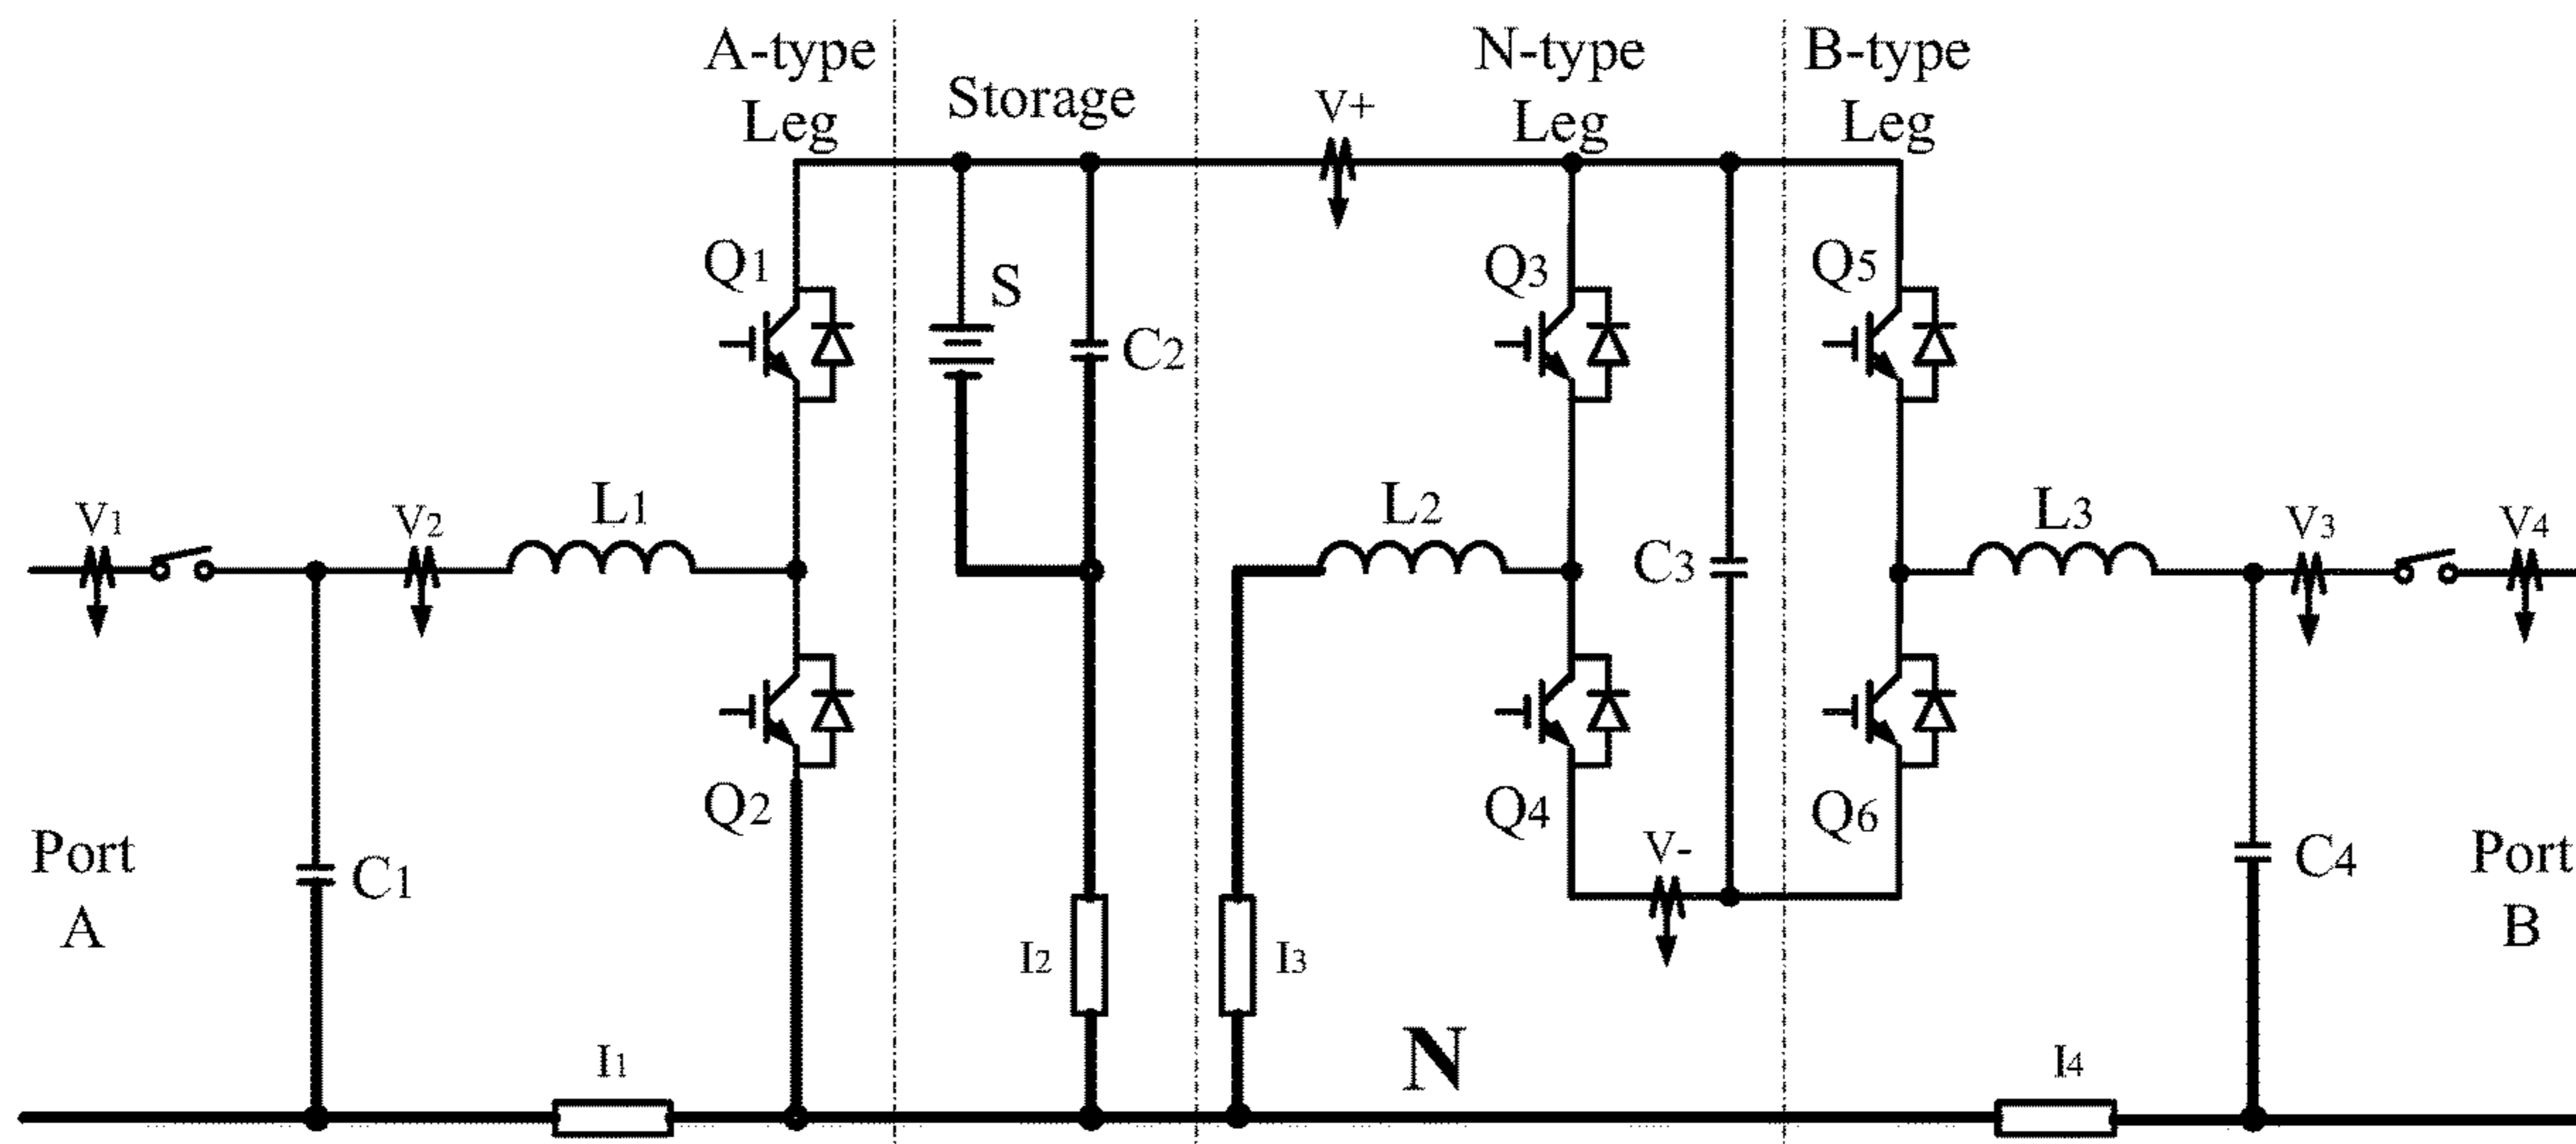 A-type
Leg
Storage
N-type
Leg
B-type
Leg
V+
Q1
S
C2
Q3
Q5
V1
V2
L1
L2
C3
L3
V3
V4
Q2
Q4
V-
Q6
Port
A
C1
C4
Port
B
I2
I3
N
I1
I4